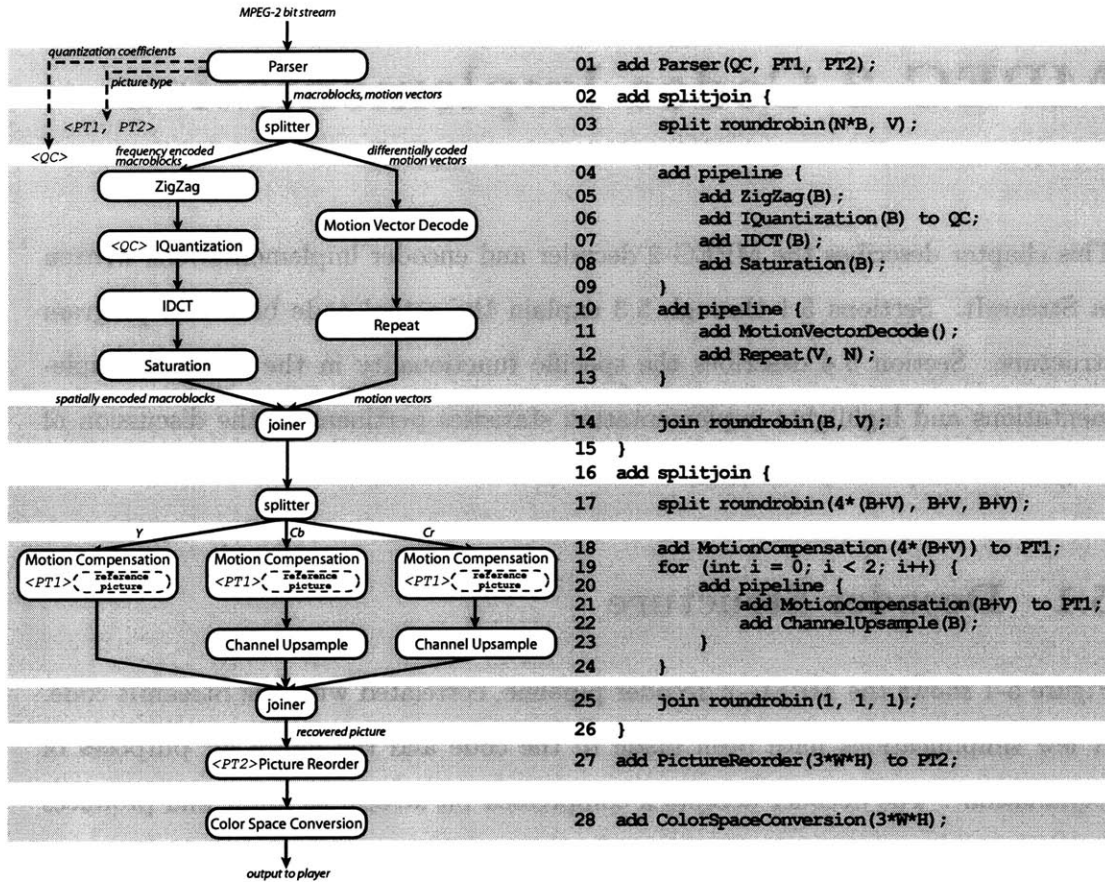 MPEG-2 bit stream
quantization coefficients
Parser
picture type
macroblocks, motion vectors
<PT1, PT2>
splitter
<QC>
frequency encoded
macroblocks
differentially coded
motion vectors
ZigZag
Motion Vector Decode
<QC> IQuantization
IDCT
Repeat
Saturation
spatially encoded macroblocks
motion vectors
joiner
splitter
Y
Cb
Cr
Motion Compensation
<PT1>
reference
picture
Motion Compensation
<PT1>
reference
picture
Motion Compensation
<PT1>
reference
picture
Channel Upsample
Channel Upsample
joiner
recovered picture
<PT2>Picture Reorder
Color Space Conversion
output to player
01 add Parser(QC, PT1, PT2);
02 add splitjoin {
03 split roundrobin(N*B, V);
04 add pipeline {
05 add ZigZag(B);
06 add IQuantization(B) to QC;
07 add IDCT(B);
08 add Saturation(B);
09 }
10 add pipeline {
11 add MotionVectorDecode();
12 add Repeat(V, N);
13 }
14 join roundrobin(B, V);
15 }
16 add splitjoin {
17 split roundrobin(4*(B+V), B+V, B+V);
18 add MotionCompensation(4*(B+V)) to PT1;
19 for (int i = 0; i < 2; i++) {
20 add pipeline {
21 add MotionCompensation(B+V) to PT1;
22 add ChannelUpsample(B);
23 }
24 }
25 join roundrobin(1, 1, 1);
26 }
27 add PictureReorder(3*W*H) to PT2;
28 add ColorSpaceConversion(3*W*H);